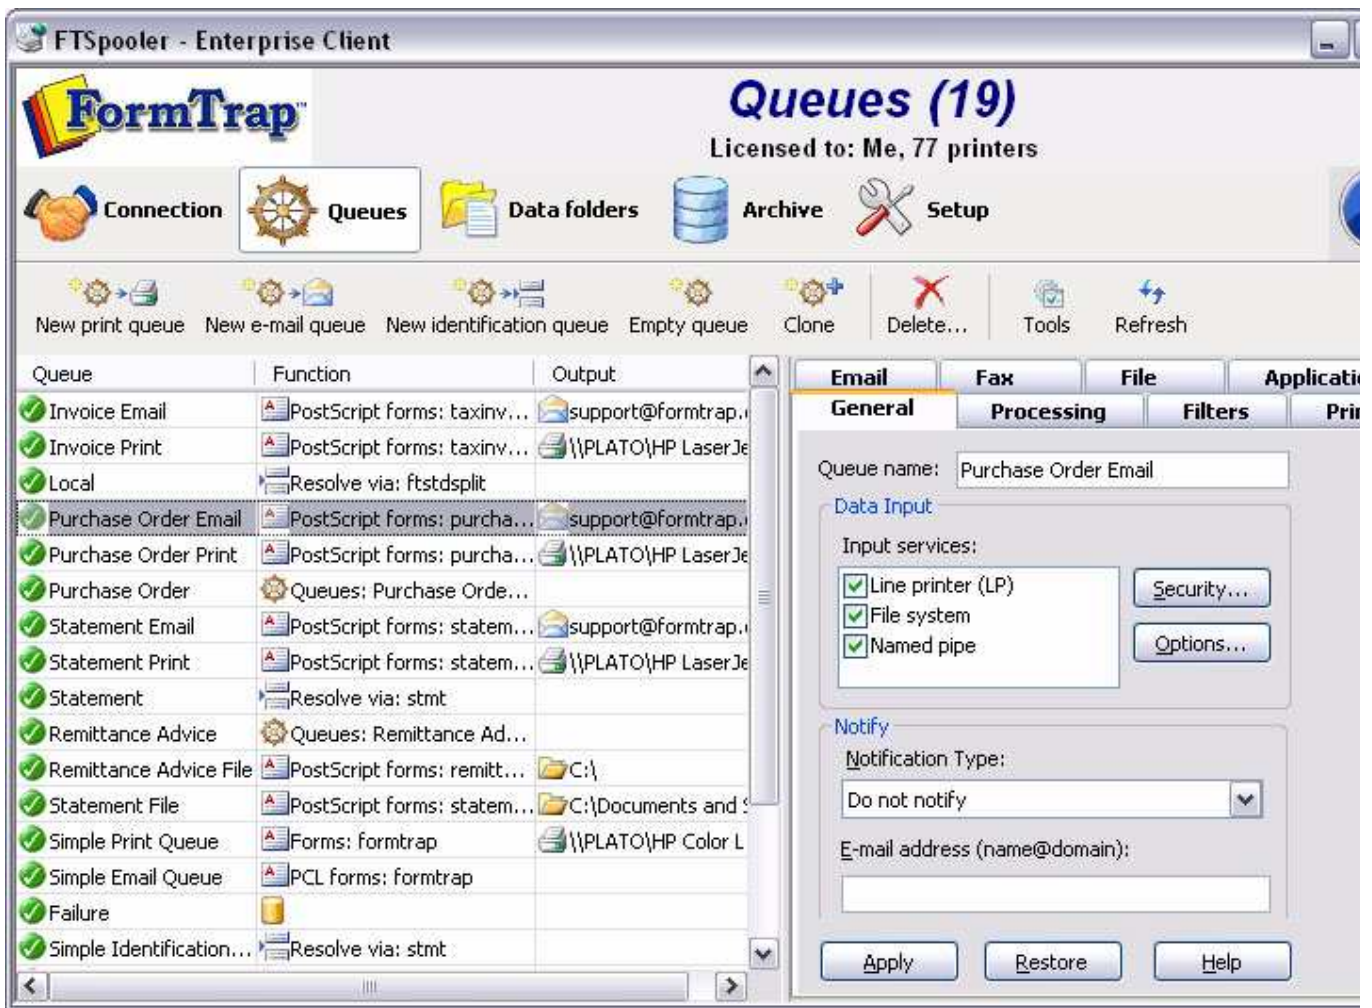 FTSpooler - Enterprise Client
FormTrap™
Queues (19)
Licensed to: Me, 77 printers
Connection Queues Data folders Archive Setup
New print queue New e-mail queue New identification queue Empty queue Clone Delete... Tools Refresh
Queue Function Output
Invoice Email PostScript forms: taxinv... support@formtrap.
Invoice Print PostScript forms: taxinv... \\PLATO\HP LaserJe
Local Resolve via: ftstdsplit
Purchase Order Email PostScript forms: purcha... support@formtrap.
Purchase Order Print PostScript forms: purcha... \\PLATO\HP LaserJe
Purchase Order Queues: Purchase Orde...
Statement Email PostScript forms: statem... support@formtrap.
Statement Print PostScript forms: statem... \\PLATO\HP LaserJe
Statement Resolve via: stmt
Remittance Advice Queues: Remittance Ad...
Remittance Advice File PostScript forms: remitt... C:\
Statement File PostScript forms: statem... C:\Documents and
Simple Print Queue Forms: formtrap \\PLATO\HP Color L
Simple Email Queue PCL forms: formtrap
Failure
Simple Identification... Resolve via: stmt
Email Fax File Applicatio
General Processing Filters Prin
Queue name: Purchase Order Email
Data Input
Input services:
Line printer (LP)
File system
Named pipe
Security...
Options...
Notify
Notification Type:
Do not notify
E-mail address (name@domain):
Apply Restore Help